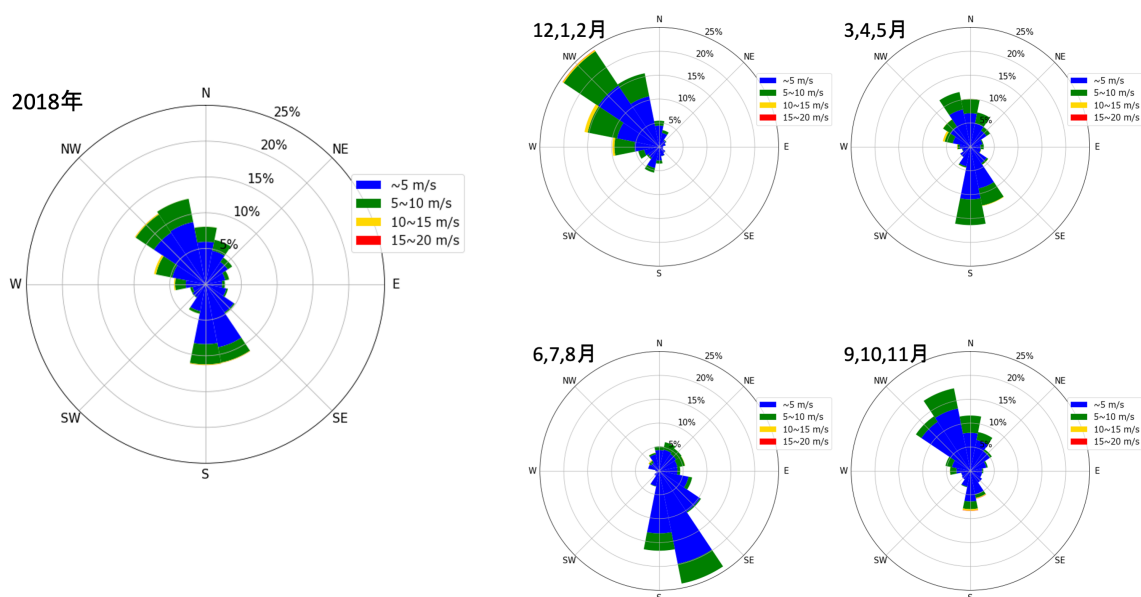 2018年
N
NE
E
SE
S
SW
W
NW
5%
10%
15%
20%
25%
~5 m/s
5~10 m/s
10~15 m/s
15~20 m/s
12,1,2月
N
NE
E
SE
S
SW
W
NW
5%
10%
15%
20%
25%
~5 m/s
5~10 m/s
10~15 m/s
15~20 m/s
3,4,5月
N
NE
E
SE
S
SW
W
NW
5%
10%
15%
20%
25%
~5 m/s
5~10 m/s
10~15 m/s
15~20 m/s
6,7,8月
N
NE
E
SE
S
SW
W
NW
5%
10%
15%
20%
25%
~5 m/s
5~10 m/s
10~15 m/s
15~20 m/s
9,10,11月
N
NE
E
SE
S
SW
W
NW
5%
10%
15%
20%
25%
~5 m/s
5~10 m/s
10~15 m/s
15~20 m/s